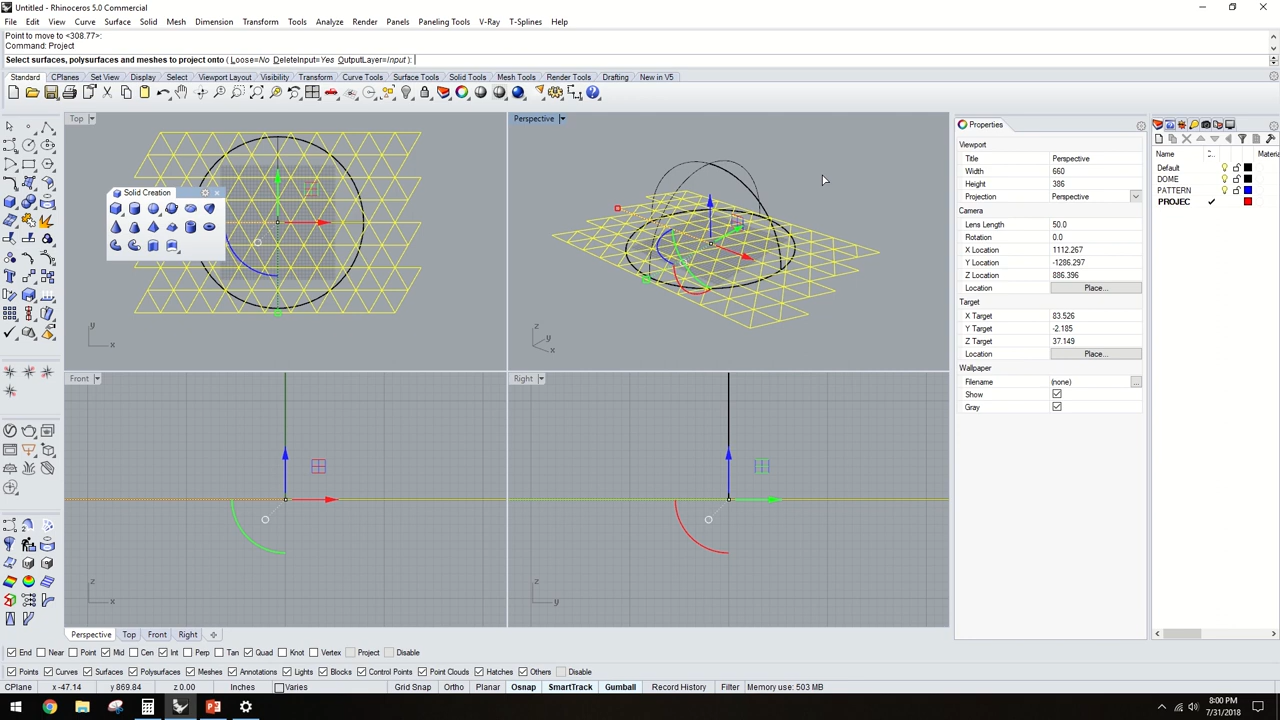 Untitled - Rhinoceros 5.0 Commercial
File Edit View Curve Surface Solid Mesh Dimension Transform Tools Analyze Render Panels Paneling Tools V-Ray T-Splines Help
Point to move to <308.77>:
Command: Project
Select surfaces, polysurfaces and meshes to project onto ( Loose=No DeleteInput=Yes OutputLayer=Input ):
Standard CPlanes Set View Display Select Viewport Layout Visibility Transform Curve Tools Surface Tools Solid Tools Mesh Tools Render Tools Drafting New in V5
Top
Perspective
Solid Creation
y
x
z
y
x
Front
Right
z
x
z
y
Properties
Viewport
Title Perspective
Width 660
Height 386
Projection Perspective
Camera
Lens Length 50.0
Rotation 0.0
X Location 1112.267
Y Location -1286.297
Z Location 886.396
Location Place...
Target
X Target 83.526
Y Target -2.185
Z Target 37.149
Location Place...
Wallpaper
Filename (none) ...
Show
Gray
Name Materia
Default
DOME
PATTERN
PROJEC
Perspective Top Front Right
End Near Point Mid Cen Int Perp Tan Quad Knot Vertex Project Disable
Points Curves Surfaces Polysurfaces Meshes Annotations Lights Blocks Control Points Point Clouds Hatches Others Disable
CPlane x -47.14 y 869.84 z 0.00 Inches Varies Grid Snap Ortho Planar Osnap SmartTrack Gumball Record History Filter Memory use: 503 MB
8:00 PM
7/31/2018